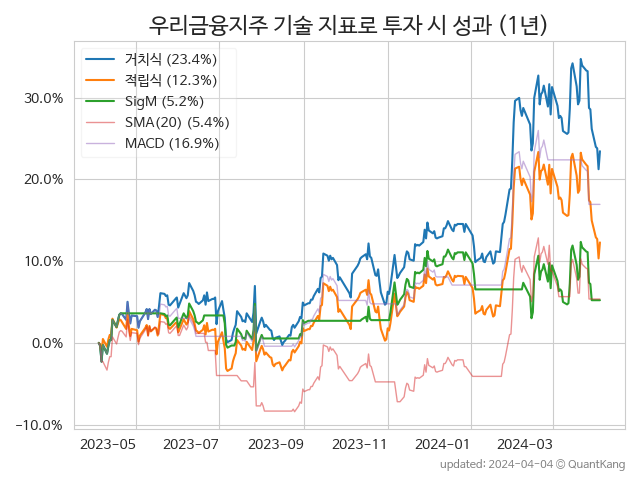 우리금융지주 기술 지표로 투자 시 성과 (1년)
거치식 (23.4%)
적립식 (12.3%)
SigM (5.2%)
SMA(20) (5.4%)
MACD (16.9%)
30.0%
20.0%
10.0%
0.0%
-10.0%
2023-05 2023-07 2023-09 2023-11 2024-01 2024-03
updated: 2024-04-04 © QuantKang